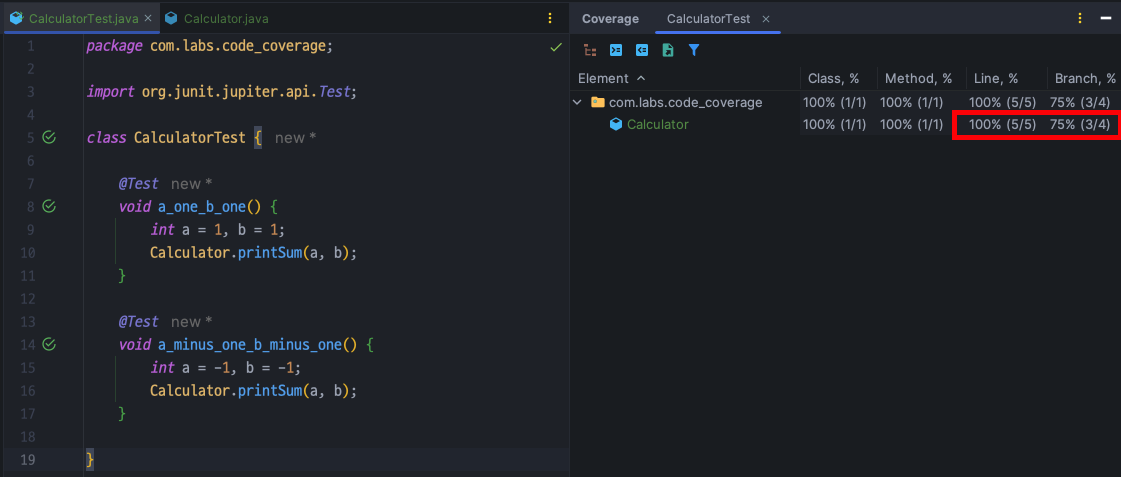 CalculatorTest.java × Calculator.java
1 package com.labs.code_coverage;
2
3 import org.junit.jupiter.api.Test;
4
5 class CalculatorTest { new *
6
7 @Test new *
8 void a_one_b_one() {
9 int a = 1, b = 1;
10 Calculator.printSum(a, b);
11 }
12
13 @Test new *
14 void a_minus_one_b_minus_one() {
15 int a = -1, b = -1;
16 Calculator.printSum(a, b);
17 }
18
19 }
Coverage CalculatorTest ×
Element Class, % Method, % Line, % Branch, %
com.labs.code_coverage 100% (1/1) 100% (1/1) 100% (5/5) 75% (3/4)
Calculator 100% (1/1) 100% (1/1) 100% (5/5) 75% (3/4)